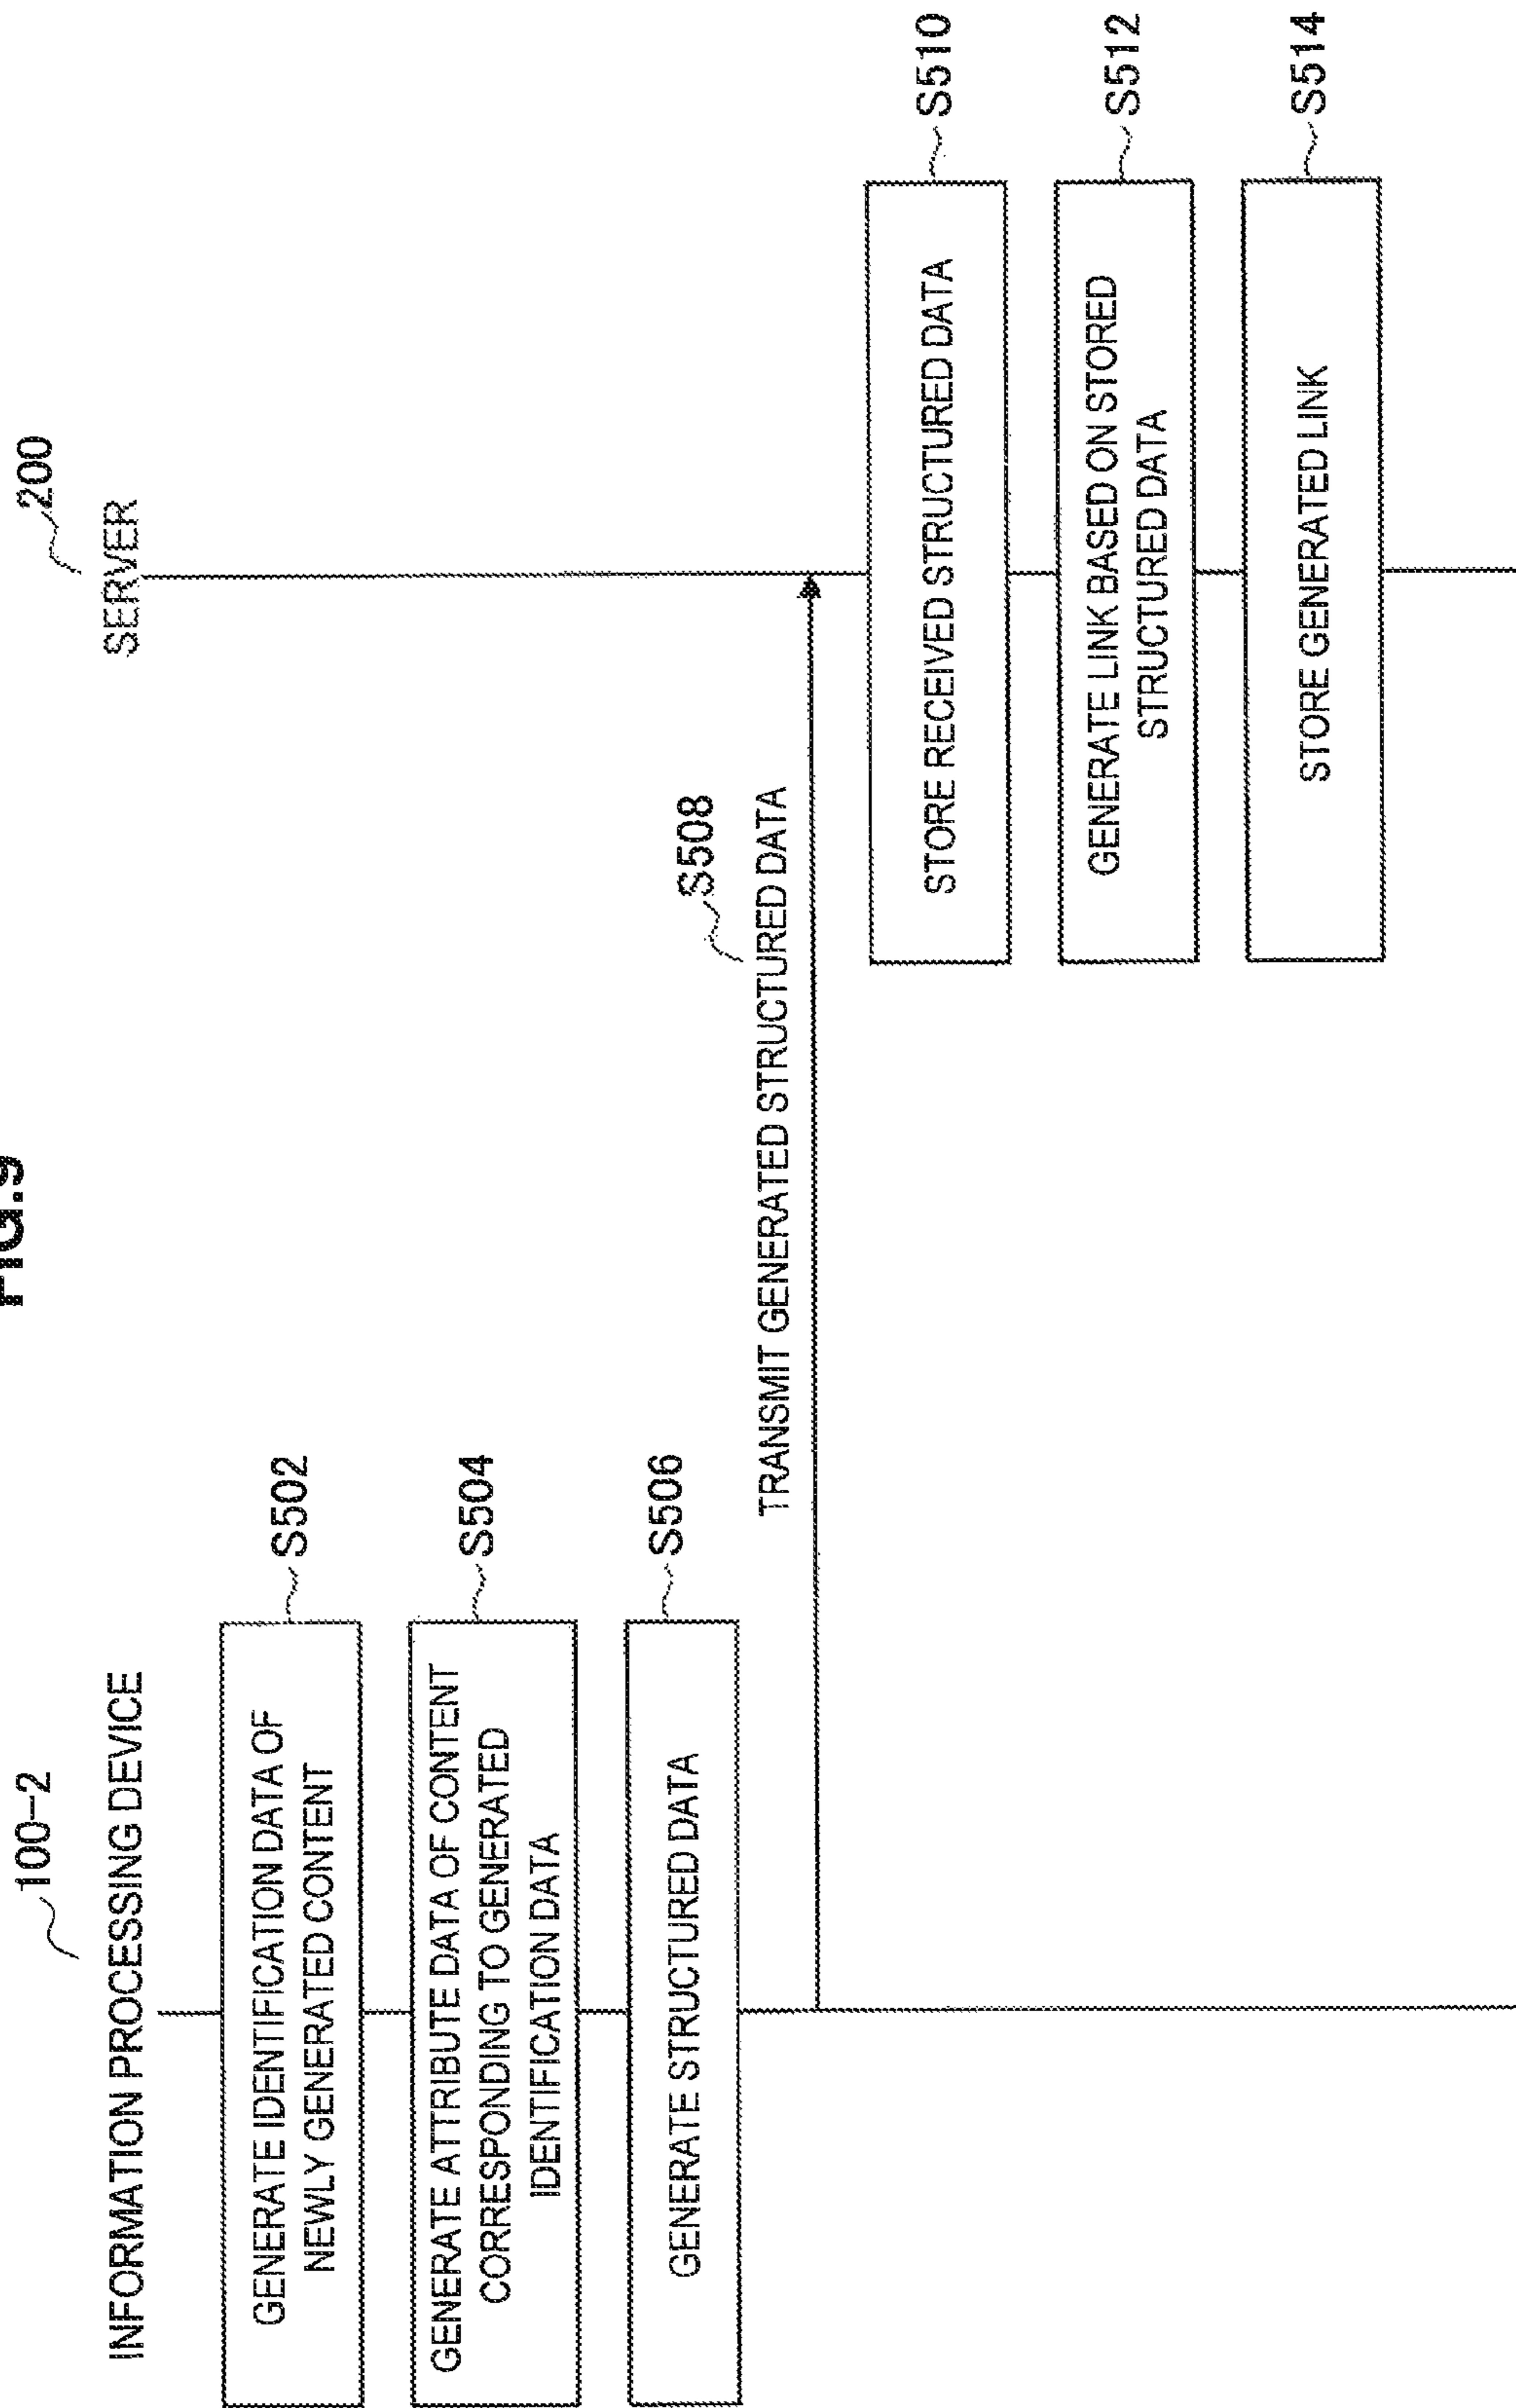 FIG.9
100-2
INFORMATION PROCESSING DEVICE
200
SERVER
GENERATE IDENTIFICATION DATA OF
NEWLY GENERATED CONTENT
S502
GENERATE ATTRIBUTE DATA OF CONTENT
CORRESPONDING TO GENERATED
IDENTIFICATION DATA
S504
GENERATE STRUCTURED DATA
S506
S508
TRANSMIT GENERATED STRUCTURED DATA
STORE RECEIVED STRUCTURED DATA
S510
GENERATE LINK BASED ON STORED
STRUCTURED DATA
S512
STORE GENERATED LINK
S514